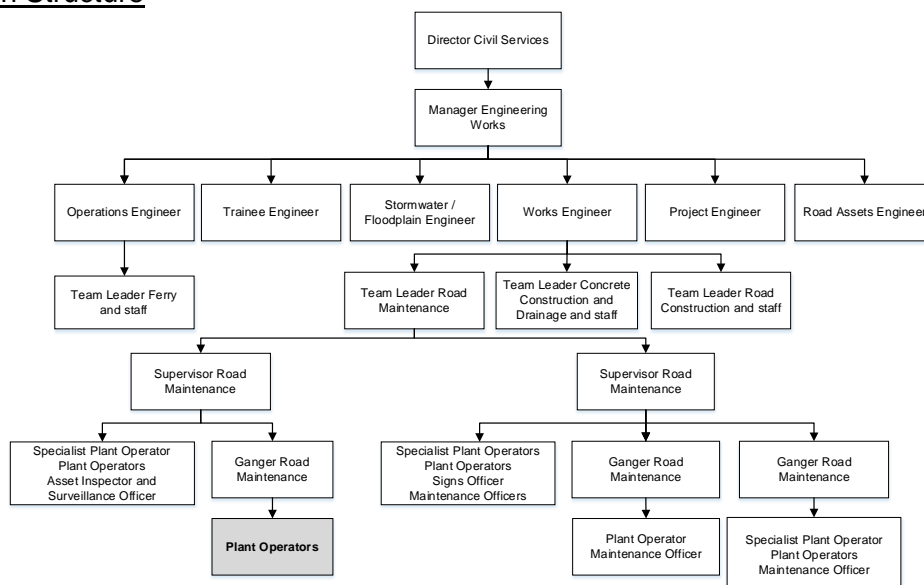 Structure
Director Civil Services
Manager Engineering
Works
Operations Engineer
Trainee Engineer
Stormwater /
Floodplain Engineer
Works Engineer
Project Engineer
Road Assets Engineer
Team Leader Ferry
and staff
Team Leader Road
Maintenance
Team Leader Concrete
Construction and
Drainage and staff
Team Leader Road
Construction and staff
Supervisor Road
Maintenance
Supervisor Road
Maintenance
Specialist Plant Operator
Plant Operators
Asset Inspector and
Surveillance Officer
Ganger Road
Maintenance
Specialist Plant Operators
Plant Operators
Signs Officer
Maintenance Officers
Ganger Road
Maintenance
Ganger Road
Maintenance
Plant Operators
Plant Operator
Maintenance Officer
Specialist Plant Operator
Plant Operators
Maintenance Officer